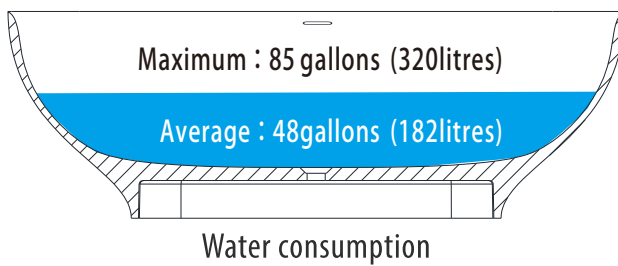 Maximum : 85 gallons (320litres)
Average : 48gallons (182litres)
Water consumption